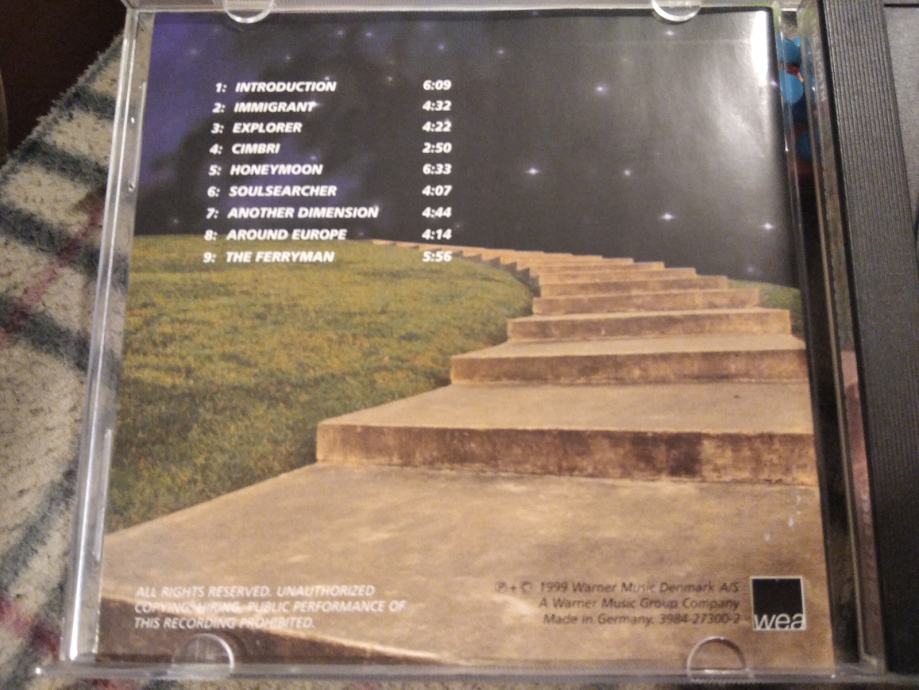 1: INTRODUCTION 6:09
2: IMMIGRANT 4:32
3: EXPLORER 4:22
4: CIMBRI 2:50
5: HONEYMOON 6:33
6: SOULSEARCHER 4:07
7: ANOTHER DIMENSION 4:44
8: AROUND EUROPE 4:14
9: THE FERRYMAN 5:56
ALL RIGHTS RESERVED. UNAUTHORIZED
COPYING, HIRING, PUBLIC PERFORMANCE OF
THIS RECORDING PROHIBITED.
℗ + © 1999 Warner Music Denmark A/S
A Warner Music Group Company
Made in Germany. 3984-27300-2
wea